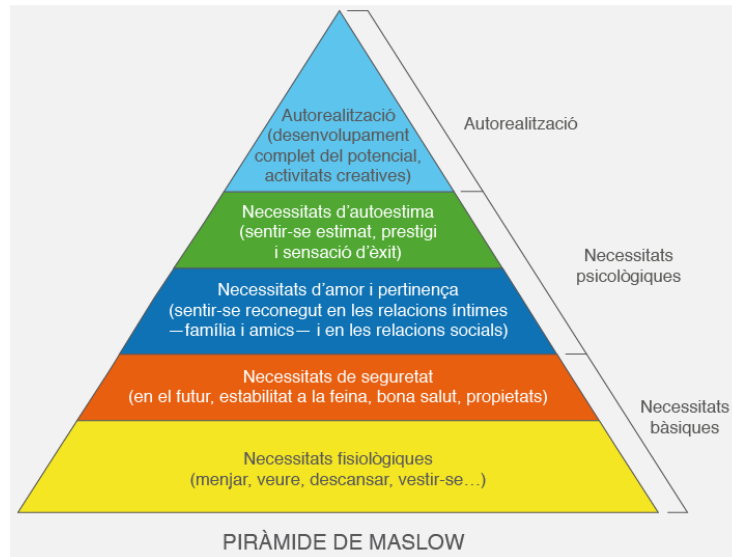 Autorealització
(desenvolupament
complet del potencial,
activitats creatives)
Autorealització
Necessitats d’autoestima
(sentir-se estimat, prestigi
i sensació d’èxit)
Necessitats
psicològiques
Necessitats d’amor i pertinença
(sentir-se reconegut en les relacions íntimes
—família i amics— i en les relacions socials)
Necessitats de seguretat
(en el futur, estabilitat a la feina, bona salut, propietats)
Necessitats
bàsiques
Necessitats fisiològiques
(menjar, veure, descansar, vestir-se…)
PIRÀMIDE DE MASLOW